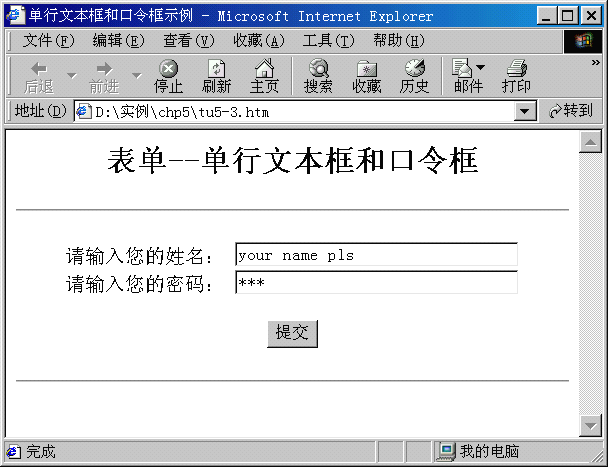 单行文本框和口令框示例 - Microsoft Internet Explorer
文件(F) 编辑(E) 查看(V) 收藏(A) 工具(T) 帮助(H)
后退 前进 停止 刷新 主页 搜索 收藏 历史 邮件 打印 »
地址(D) D:\实例\chp5\tu5-3.htm 转到
表单--单行文本框和口令框
请输入您的姓名: your name pls
请输入您的密码: ***
提交
完成 我的电脑